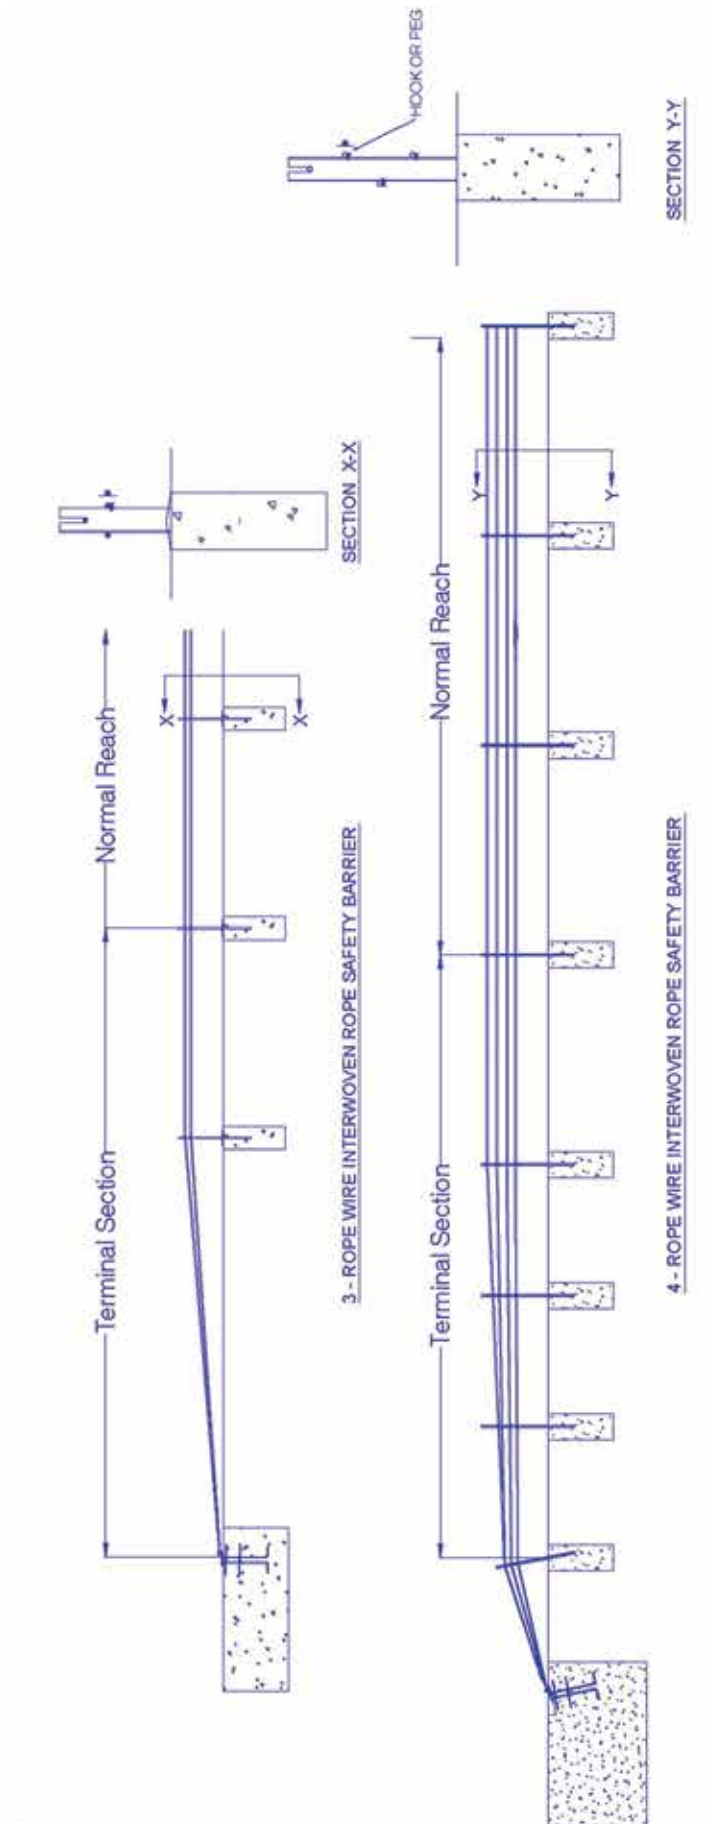 Terminal Section
Normal Reach
X
X
SECTION X-X
3 - ROPE WIRE INTERWOVEN ROPE SAFETY BARRIER
Terminal Section
Normal Reach
Y
Y
HOOK OR PEG
SECTION Y-Y
4 - ROPE WIRE INTERWOVEN ROPE SAFETY BARRIER